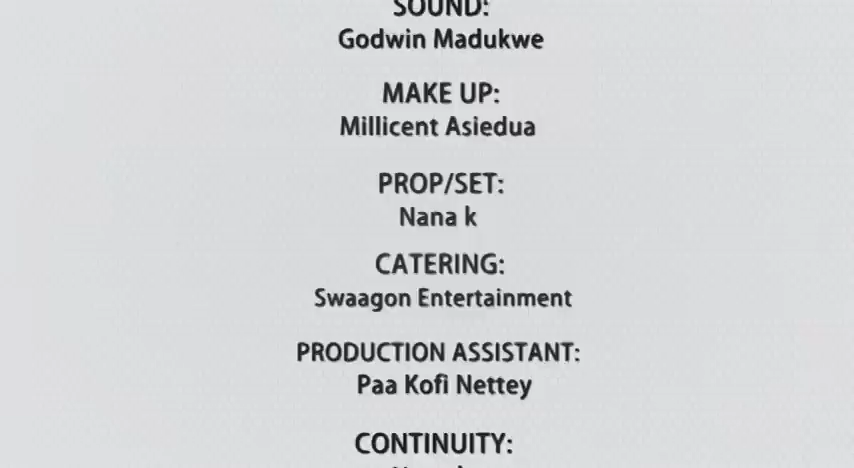 SOUND:
Godwin Madukwe
MAKE UP:
Millicent Asiedua
PROP/SET:
Nana k
CATERING:
Swaagon Entertainment
PRODUCTION ASSISTANT:
Paa Kofi Nettey
CONTINUITY: